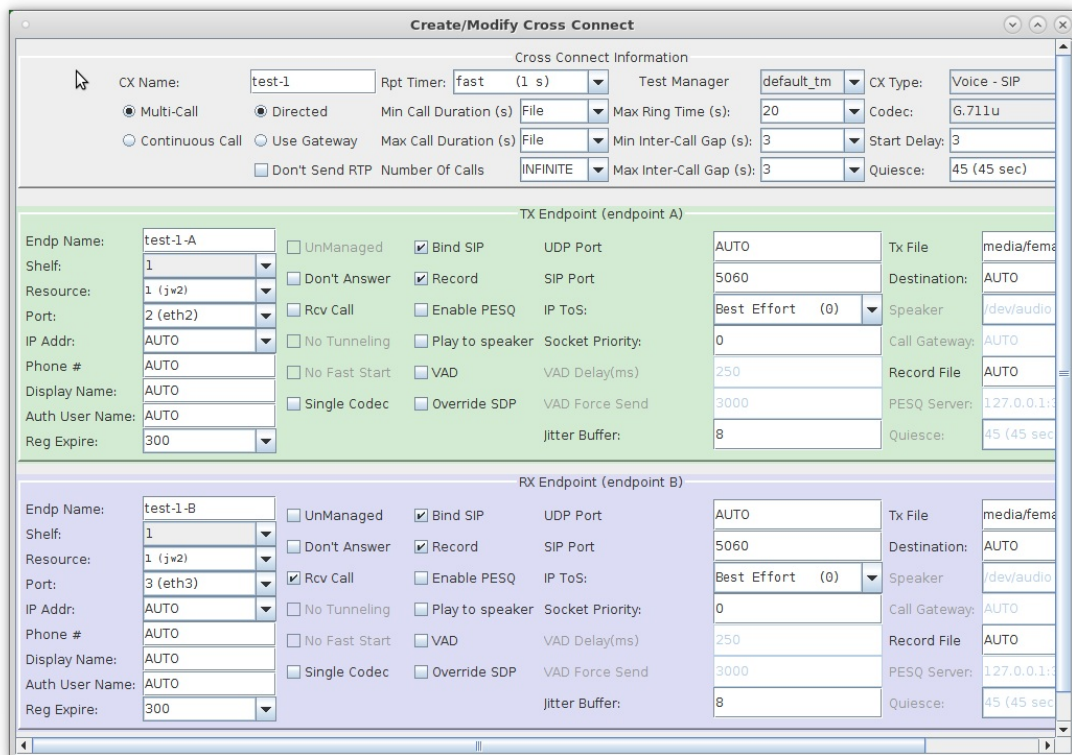 Create/Modify Cross Connect
Cross Connect Information
CX Name: test-1 Rpt Timer: fast (1 s) Test Manager default_tm CX Type: Voice - SIP
Multi-Call Directed Min Call Duration (s) File Max Ring Time (s): 20 Codec: G.711u
Continuous Call Use Gateway Max Call Duration (s) File Min Inter-Call Gap (s): 3 Start Delay: 3
Don't Send RTP Number Of Calls INFINITE Max Inter-Call Gap (s): 3 Quiesce: 45 (45 sec)
TX Endpoint (endpoint A)
Endp Name: test-1-A UnManaged Bind SIP UDP Port AUTO Tx File media/fema
Shelf: 1 Don't Answer Record SIP Port 5060 Destination: AUTO
Resource: 1 (jw2) Rcv Call Enable PESQ IP ToS: Best Effort (0) Speaker /dev/audio
Port: 2 (eth2)
IP Addr: AUTO No Tunneling Play to speaker Socket Priority: 0 Call Gateway: AUTO
Phone # AUTO No Fast Start VAD VAD Delay(ms) 250 Record File AUTO
Display Name: AUTO
Auth User Name: AUTO Single Codec Override SDP VAD Force Send 3000 PESQ Server: 127.0.0.1:
Reg Expire: 300 Jitter Buffer: 8 Quiesce: 45 (45 sec
RX Endpoint (endpoint B)
Endp Name: test-1-B UnManaged Bind SIP UDP Port AUTO Tx File media/fema
Shelf: 1 Don't Answer Record SIP Port 5060 Destination: AUTO
Resource: 1 (jw2) Rcv Call Enable PESQ IP ToS: Best Effort (0) Speaker /dev/audio
Port: 3 (eth3)
IP Addr: AUTO No Tunneling Play to speaker Socket Priority: 0 Call Gateway: AUTO
Phone # AUTO No Fast Start VAD VAD Delay(ms) 250 Record File AUTO
Display Name: AUTO
Auth User Name: AUTO Single Codec Override SDP VAD Force Send 3000 PESQ Server: 127.0.0.1:
Reg Expire: 300 Jitter Buffer: 8 Quiesce: 45 (45 sec